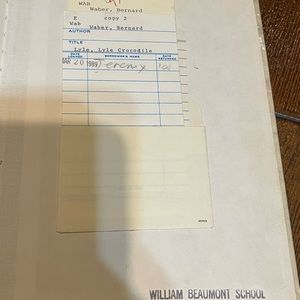 WAB
Waber, Bernard
E copy 2
Wab Waber, Bernard
AUTHOR
TITLE
Lyle, Lyle Crocodile
DATE LOANED BORROWER'S NAME DATE RETURNED
20 1989 Jeremy
WILLIAM BEAUMONT SCHOOL